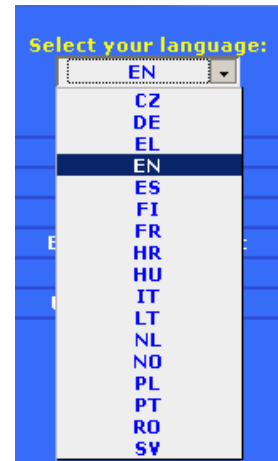 Select your language:
EN
CZ
DE
EL
EN
ES
FI
FR
HR
HU
IT
LT
NL
NO
PL
PT
RO
SV